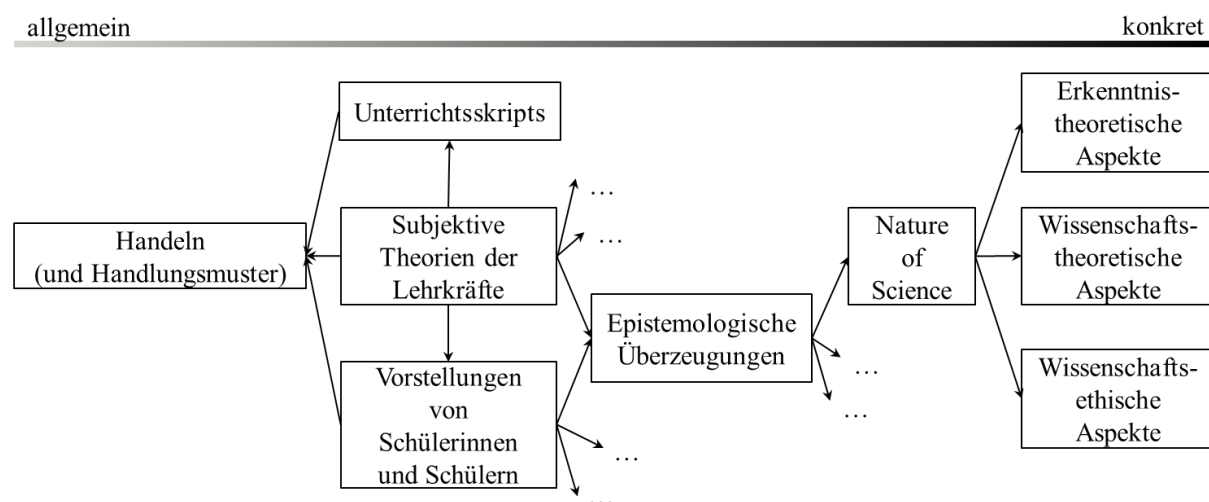 allgemein
konkret
Unterrichtsskripts
Handeln
(und Handlungsmuster)
Subjektive
Theorien der
Lehrkräfte
…
…
Vorstellungen
von
Schülerinnen
und Schülern
…
…
Epistemologische
Überzeugungen
…
…
Nature
of
Science
Erkenntnis-
theoretische
Aspekte
Wissenschafts-
theoretische
Aspekte
Wissenschafts-
ethische
Aspekte